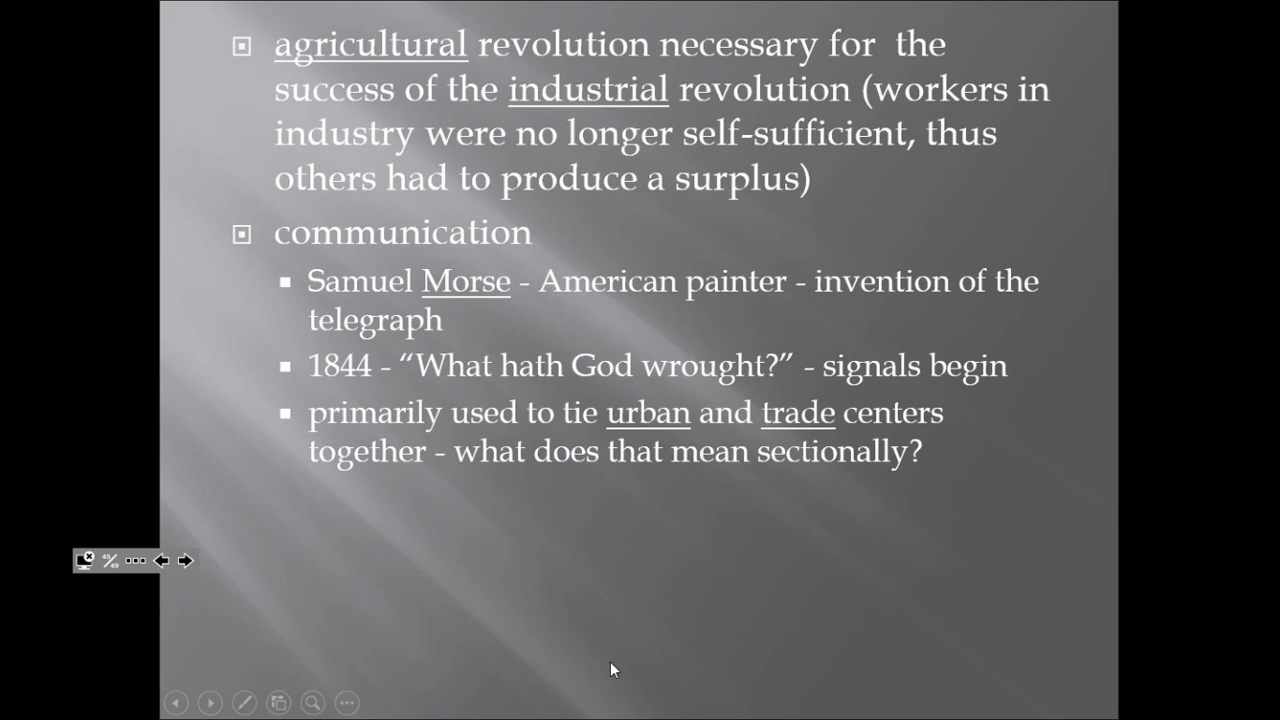 agricultural revolution necessary for the
success of the industrial revolution (workers in
industry were no longer self-sufficient, thus
others had to produce a surplus)
communication
Samuel Morse - American painter - invention of the
telegraph
1844 - “What hath God wrought?” - signals begin
primarily used to tie urban and trade centers
together - what does that mean sectionally?
45/49